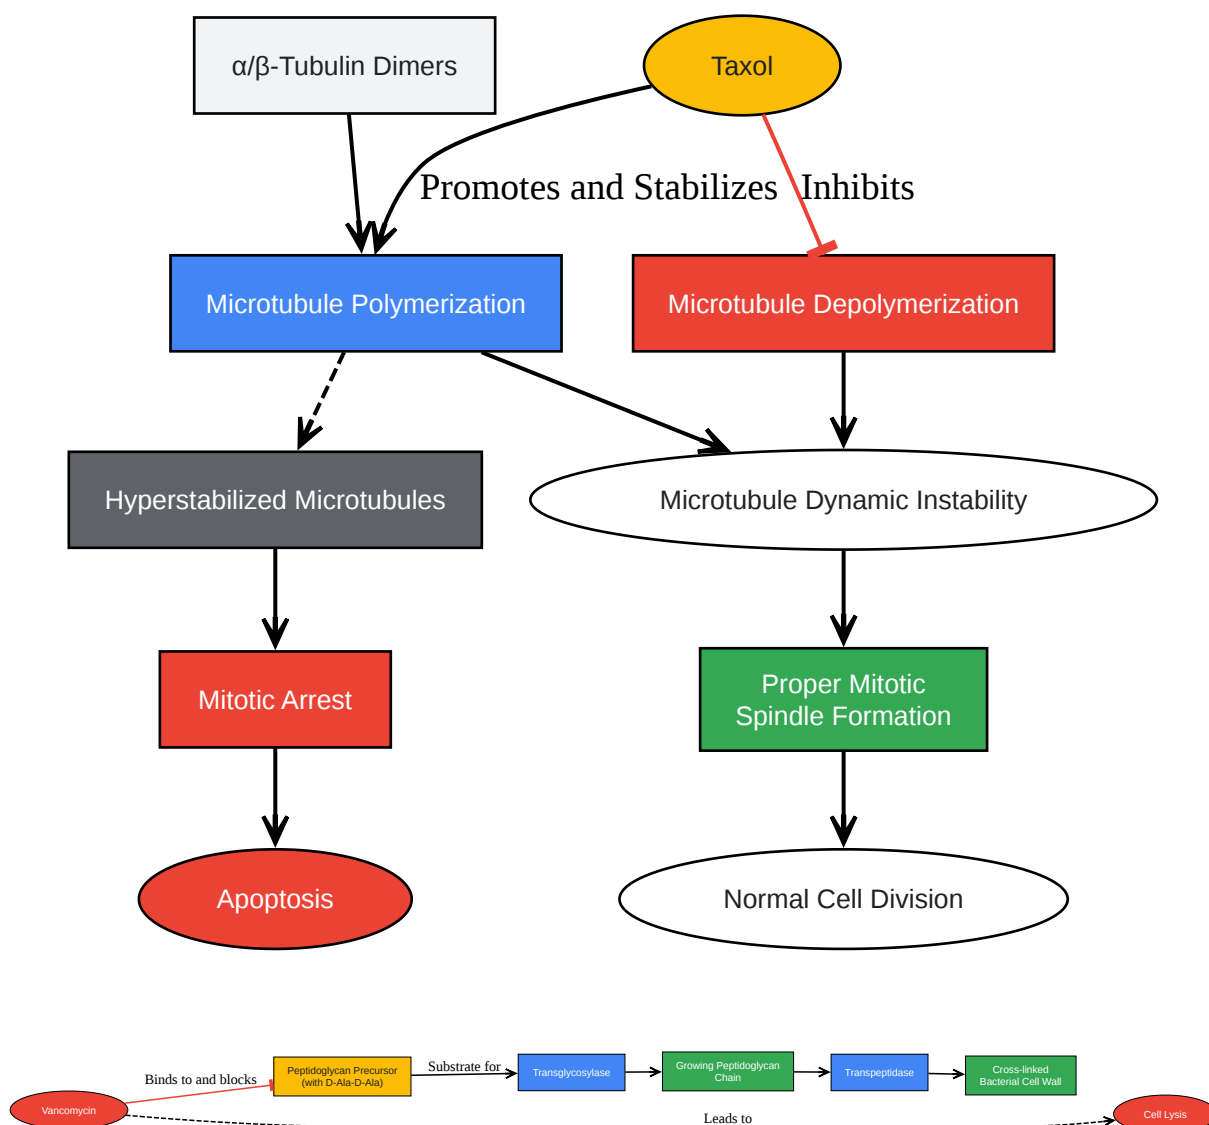 α/β-Tubulin Dimers
Taxol
Promotes and Stabilizes
Inhibits
Microtubule Polymerization
Microtubule Depolymerization
Hyperstabilized Microtubules
Microtubule Dynamic Instability
Mitotic Arrest
Proper Mitotic
Spindle Formation
Apoptosis
Normal Cell Division
Binds to and blocks
Peptidoglycan Precursor
(with D-Ala-D-Ala)
Substrate for
Transglycosylase
Growing Peptidoglycan
Chain
Transpeptidase
Cross-linked
Bacterial Cell Wall
Vancomycin
Leads to
Cell Lysis